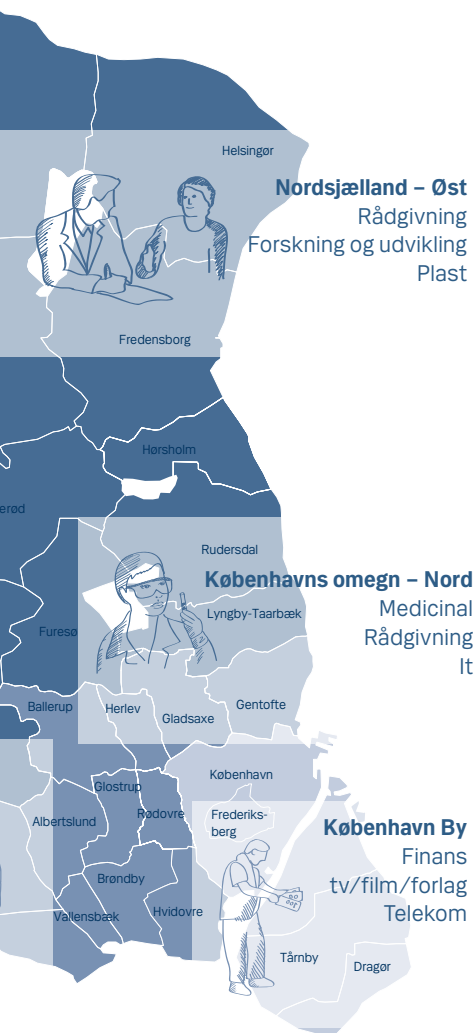 Helsingør
Nordsjælland – Øst
Rådgivning
Forskning og udvikling
Plast
Fredensborg
Hørsholm
erød
Rudersdal
Københavns omegn – Nord
Medicinal
Lyngby-Taarbæk
Furesø
Rådgivning
It
Ballerup
Herlev
Gentofte
Gladsaxe
København
Glostrup
Albertslund
Rødovre
Frederiks-
berg
København By
Finans
Brøndby
tv/film/forlag
Vallensbæk
Hvidovre
Telekom
Tårnby
Dragør